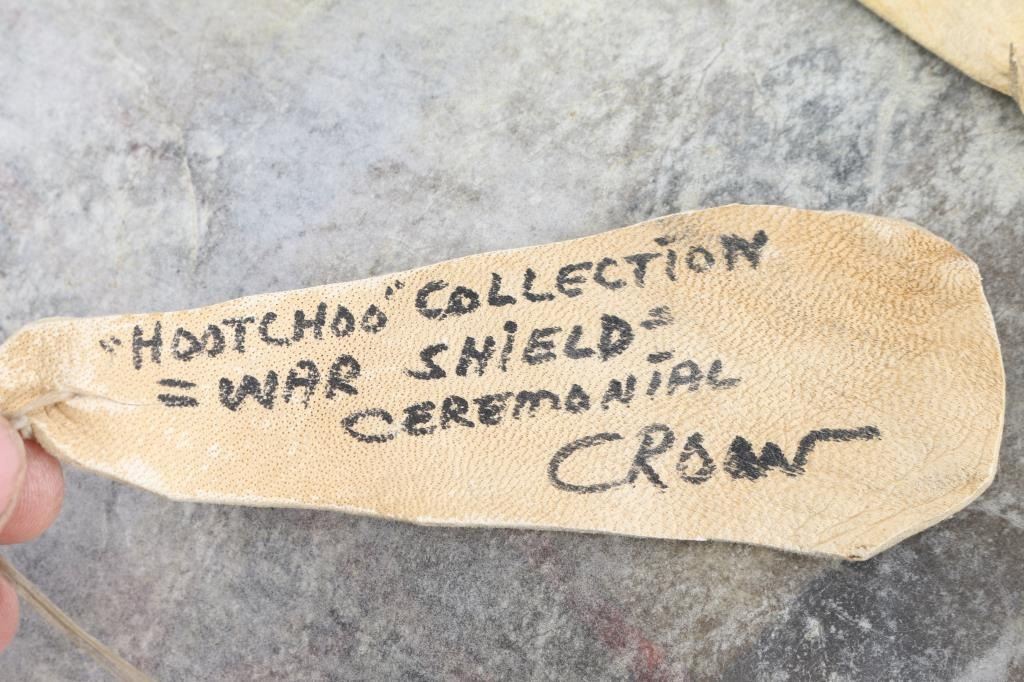 "HOOTCHOO" COLLECTION
= WAR SHIELD =
CEREMONIAL
CROW